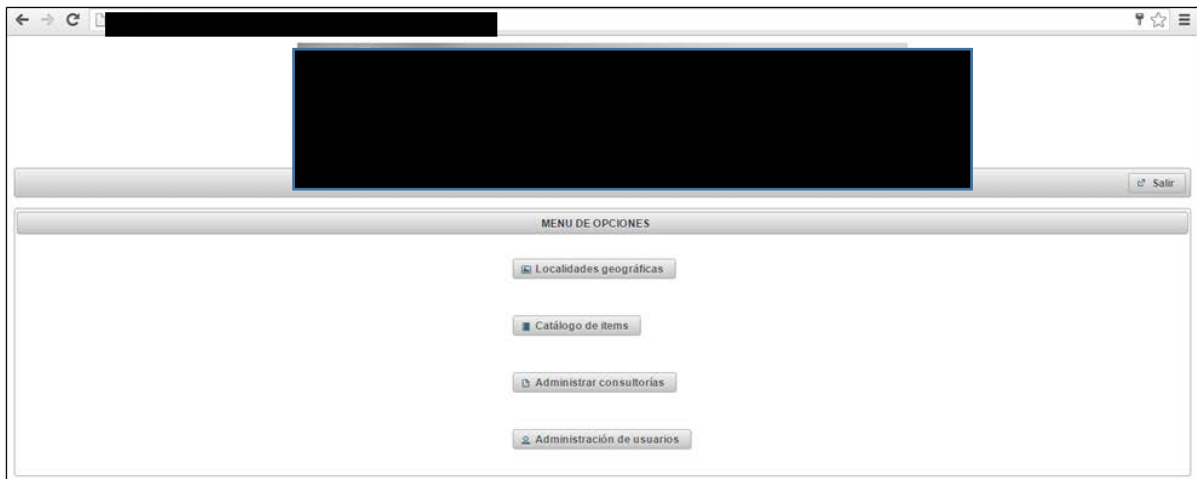 Salir
MENU DE OPCIONES
Localidades geográficas
Catálogo de items
Administrar consultorías
Administración de usuarios